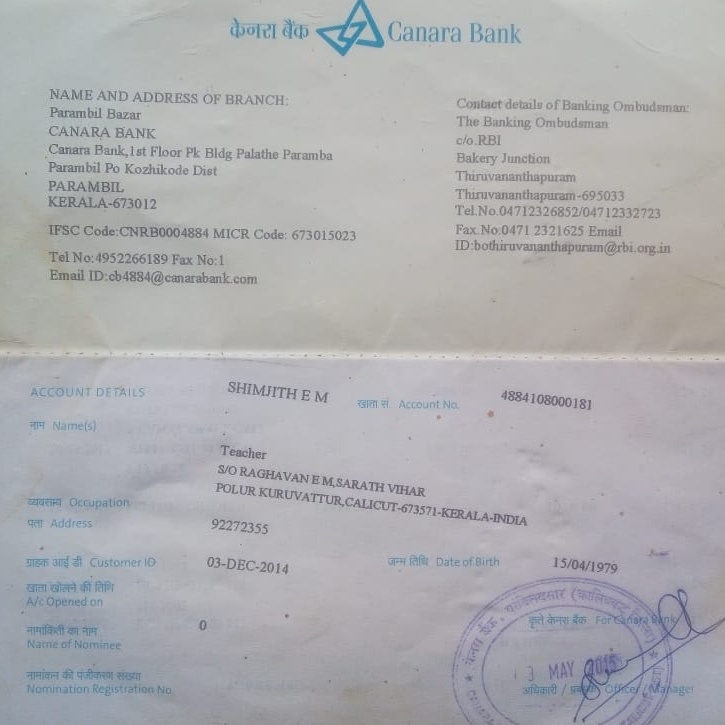 केनरा बैंक Canara Bank
NAME AND ADDRESS OF BRANCH:
Parambil Bazar
CANARA BANK
Canara Bank,1st Floor Pk Bldg Palathe Paramba
Parambil Po Kozhikode Dist
PARAMBIL
KERALA-673012
IFSC Code:CNRB0004884 MICR Code: 673015023
Tel No:4952266189 Fax No:1
Email ID:cb4884@canarabank.com
Contact details of Banking Ombudsman:
The Banking Ombudsman
c/o.RBI
Bakery Junction
Thiruvananthapuram
Thiruvananthapuram-695033
Tel.No.04712326852/04712332723
Fax.No.0471 2321625 Email
ID:bothiruvananthapuram@rbi.org.in
ACCOUNT DETAILS
SHIMJITH E M
खाता सं Account No.
4884108000181
नाम Name(s)
Teacher
S/O RAGHAVAN E M,SARATH VIHAR
POLUR KURUVATTUR,CALICUT-673571-KERALA-INDIA
व्यवसाय Occupation
पता Address
92272355
ग्राहक आई डी Customer ID
03-DEC-2014
जन्म तिथि Date of Birth
15/04/1979
खाता खोलने की तिथि
A/c Opened on
नामांकिती का नाम
Name of Nominee
0
नामांकन की पंजीकरण संख्या
Nomination Registration No.
कृते केनरा बैंक For Canara Bank
3 MAY 2015
अधिकारी / प्रबंधक Officer / Manager